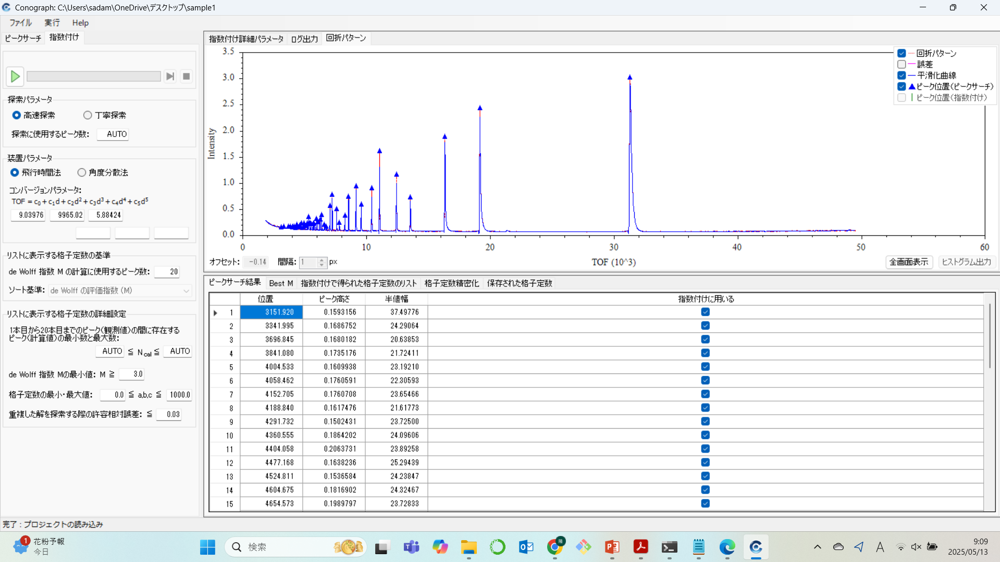 Conograph: C:\Users\sadam\OneDrive\デスクトップ\sample1
ファイル 実行 Help
ピークサーチ 指数付け
探索パラメータ
高速探索 丁寧探索
探索に使用するピーク数: AUTO
装置パラメータ
飛行時間法 角度分散法
コンバージョンパラメータ:
TOF = c0 + c1d + c2d2 + c3d3 + c4d4 + c5d5
9.03976 9965.02 5.88424
リストに表示する格子定数の基準
de Wolff 指数 M の計算に使用するピーク数: 20
ソート基準: de Wolff の評価指数 (M)
リストに表示する格子定数の詳細設定
1本目から20本目までのピーク(観測値)の間に存在する
ピーク(計算値)の最小数と最大数:
AUTO ≦ Ncal ≦ AUTO
de Wolff 指数 Mの最小値: M ≧ 3.0
格子定数の最小・最大値: 0.0 ≦ a,b,c ≦ 1000.0
重複した解を探索する際の許容相対誤差: ≦ 0.03
指数付け詳細パラメータ ログ出力 回折パターン
3.5
3.0
2.5
2.0
1.5
1.0
0.5
0.0
Intensity
0 10 20 30 40 50 60
TOF (10^3)
回折パターン
誤差
平滑化曲線
ピーク位置(ピークサーチ)
ピーク位置(指数付け)
オフセット: -0.14 間隔: 1 px
全画面表示 ヒストグラム出力
ピークサーチ結果 Best M 指数付けで得られた格子定数のリスト 格子定数精密化 保存された格子定数
位置 ピーク高さ 半値幅 指数付けに用いる
1 3151.920 0.1593156 37.49776
2 3341.995 0.1686752 24.29064
3 3696.845 0.1680182 20.63853
4 3841.080 0.1735176 21.72411
5 4004.533 0.1609938 23.19210
6 4058.462 0.1760591 22.30593
7 4152.705 0.1760708 23.65466
8 4188.840 0.1617476 21.61773
9 4291.732 0.1502431 23.72500
10 4360.555 0.1864202 24.09606
11 4404.058 0.2063731 23.89258
12 4477.168 0.1638236 25.29439
13 4524.811 0.1536584 24.23847
14 4604.675 0.1816902 24.32467
15 4654.573 0.1989797 23.72833
完了 : プロジェクトの読み込み
1
花粉予報
今日
検索
A
9:09
2025/05/13